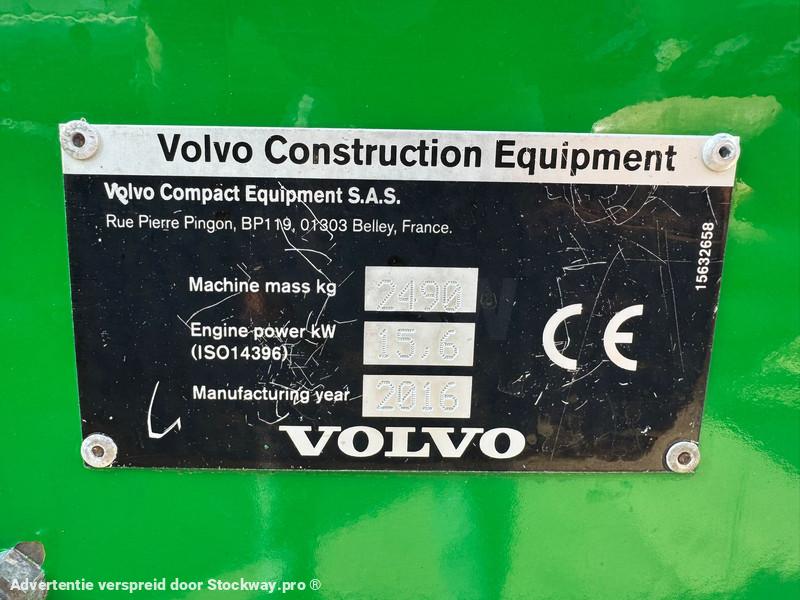 Volvo Construction Equipment
Volvo Compact Equipment S.A.S.
Rue Pierre Pingon, BP119, 01303 Belley, France.
15632658
Machine mass kg 2490
Engine power kW 15,6
(ISO14396)
Manufacturing year 2016
CE
VOLVO
Advertentie verspreid door Stockway.pro ®